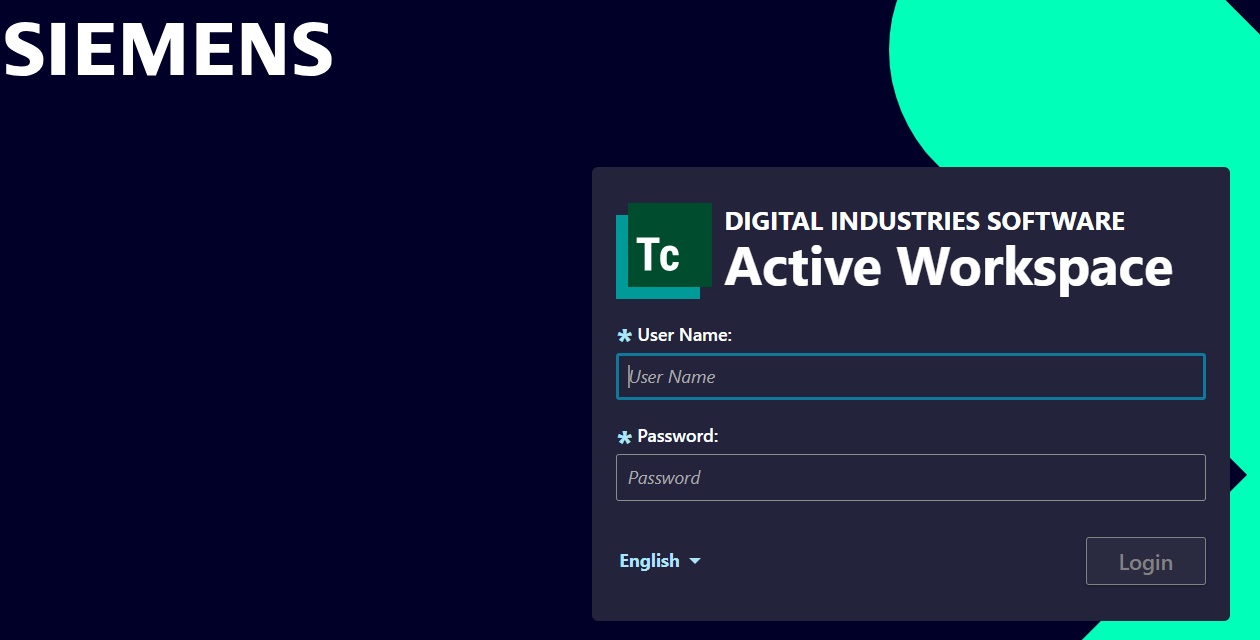 SIEMENS
DIGITAL INDUSTRIES SOFTWARE
Tc
Active Workspace
* User Name:
User Name
* Password:
Password
English
Login